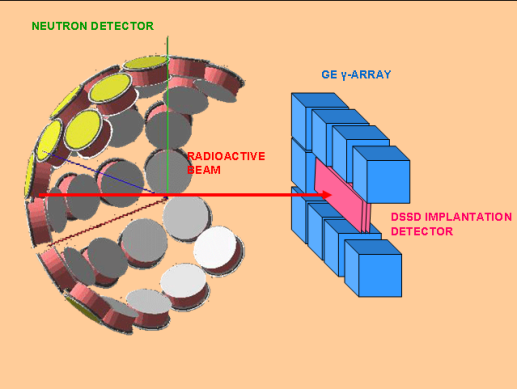 NEUTRON DETECTOR
GE γ-ARRAY
RADIOACTIVE
BEAM
DSSD IMPLANTATION
DETECTOR